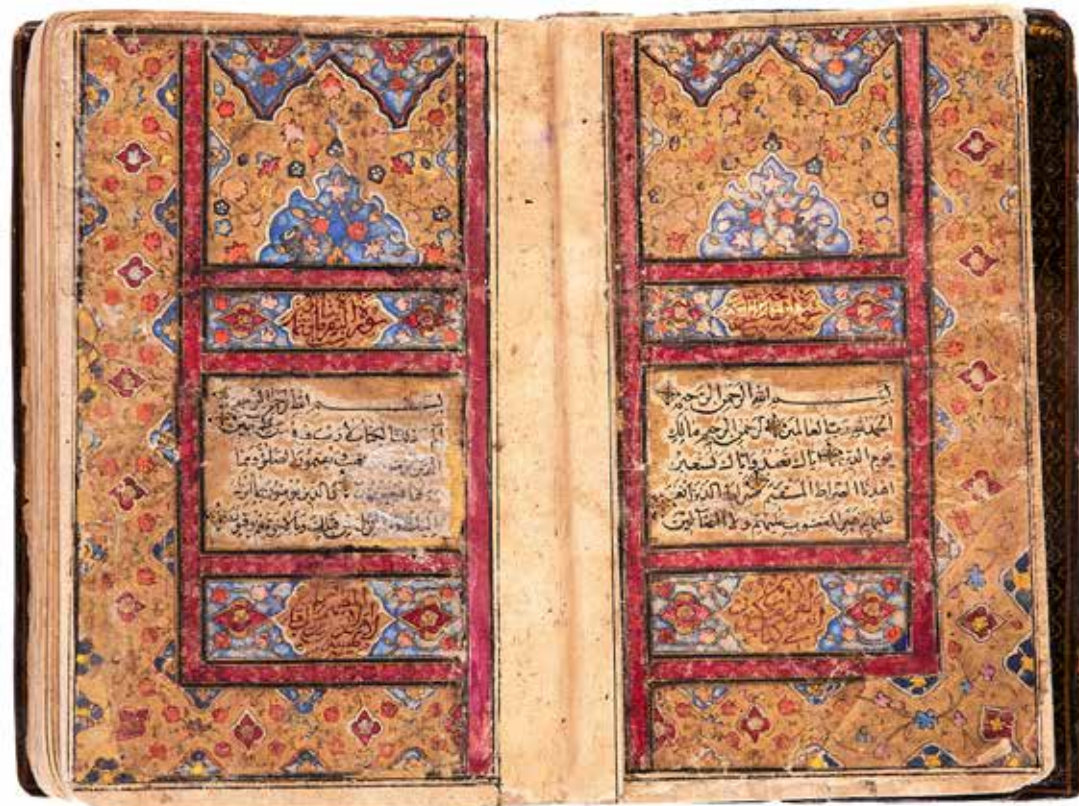 بسم الله الرحمن الرحيم
الحمد لله رب العالمين الرحمن الرحيم مالك
يوم الدين اياك نعبد واياك نستعين
اهدنا الصراط المستقيم صراط الذين انعمت
عليهم غير المغضوب عليهم ولا الضالين
سورة البقرة
بسم الله الرحمن الرحيم
الم ذلك الكتاب لا ريب فيه هدى للمتقين
الذين يؤمنون بالغيب ويقيمون الصلوة ومما
رزقناهم ينفقون والذين يؤمنون بما انزل
اليك وما انزل من قبلك وبالاخرة هم يوقنون